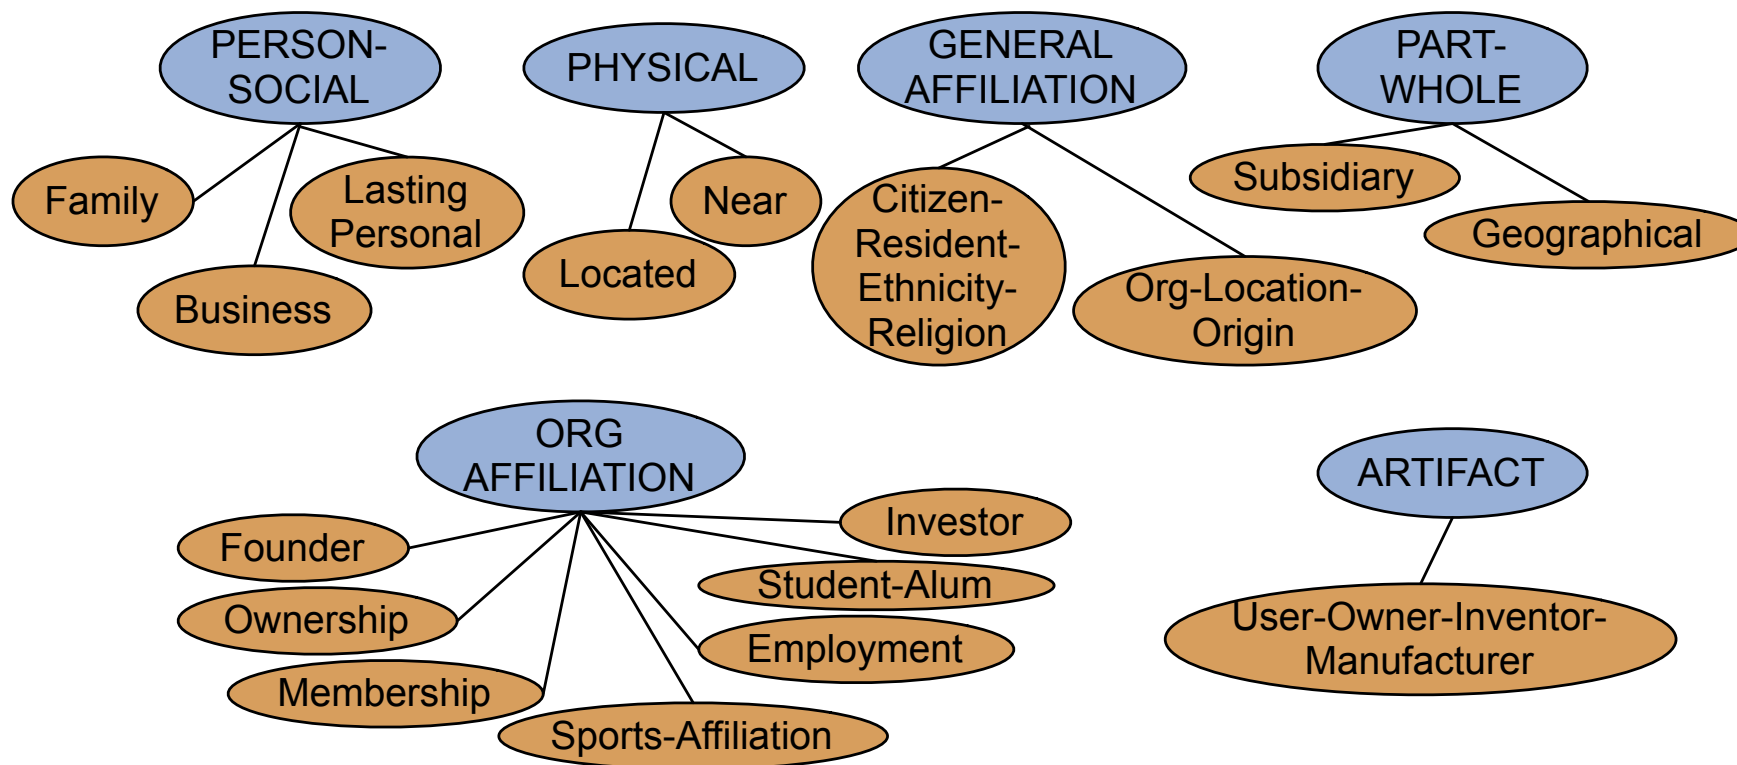 PERSON-
SOCIAL
PHYSICAL
GENERAL
AFFILIATION
PART-
WHOLE
Family
Lasting
Personal
Business
Near
Located
Citizen-
Resident-
Ethnicity-
Religion
Org-Location-
Origin
Subsidiary
Geographical
ORG
AFFILIATION
Founder
Ownership
Membership
Sports-Affiliation
Employment
Student-Alum
Investor
ARTIFACT
User-Owner-Inventor-
Manufacturer